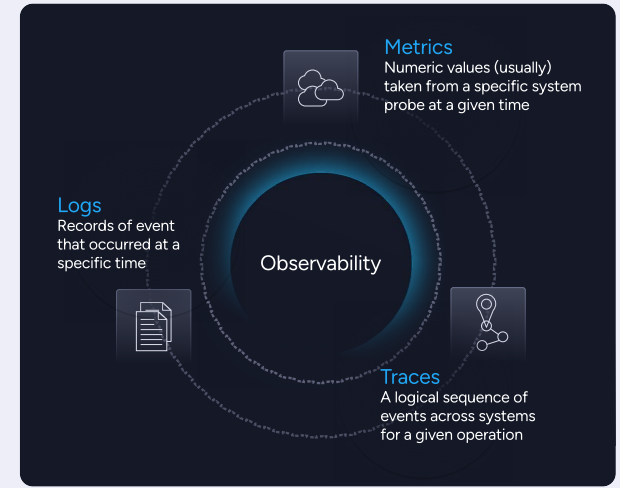 Metrics
Numeric values (usually)
taken from a specific system
probe at a given time
Logs
Records of event
that occurred at a
specific time
Observability
Traces
A logical sequence of
events across systems
for a given operation